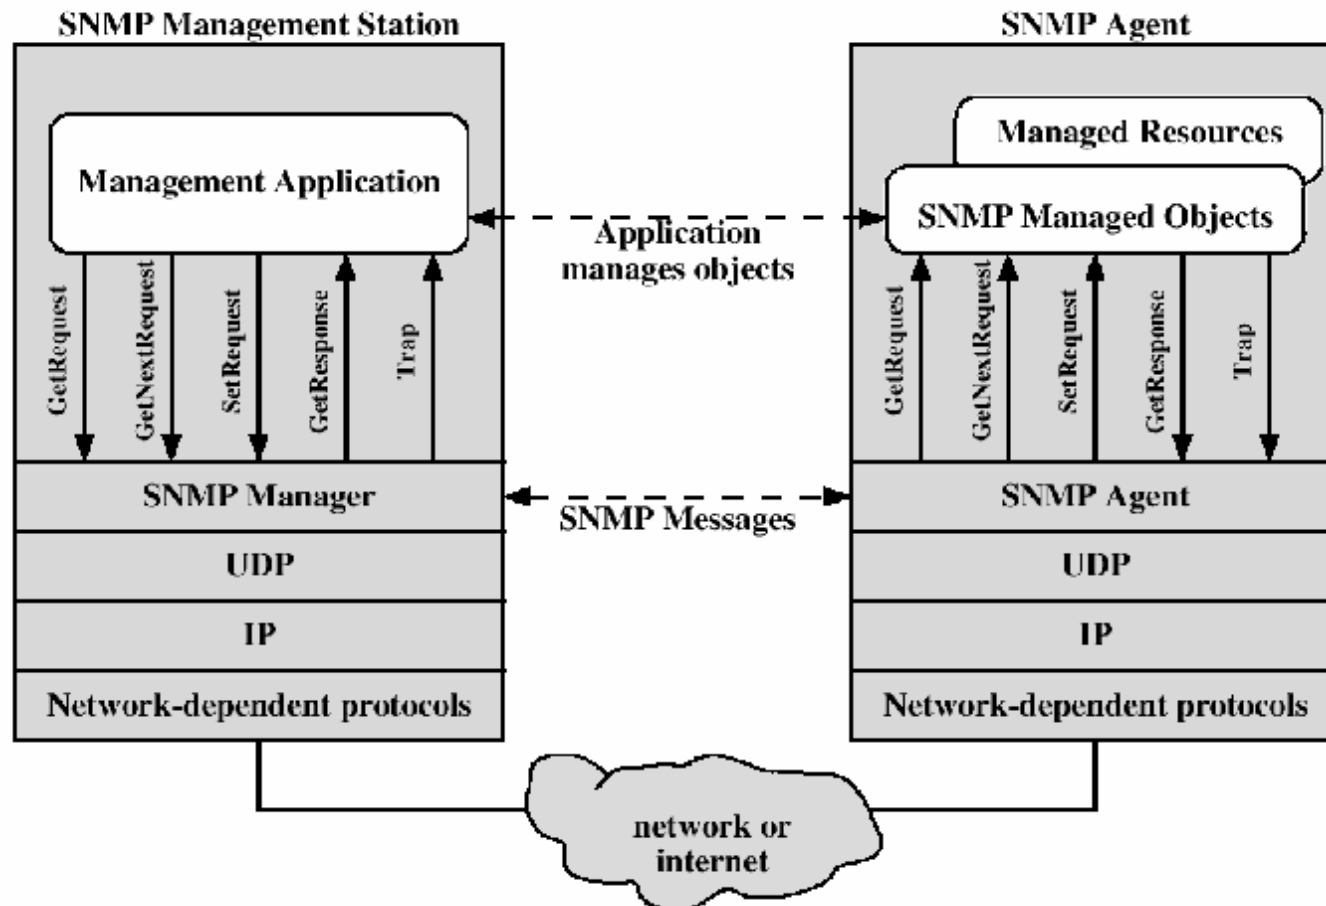 SNMP Management Station
SNMP Agent
Management Application
Managed Resources
SNMP Managed Objects
Application
manages objects
GetRequest
GetNextRequest
SetRequest
GetResponse
Trap
GetRequest
GetNextRequest
SetRequest
GetResponse
Trap
SNMP Manager
SNMP Messages
SNMP Agent
UDP
UDP
IP
IP
Network-dependent protocols
Network-dependent protocols
network or
internet